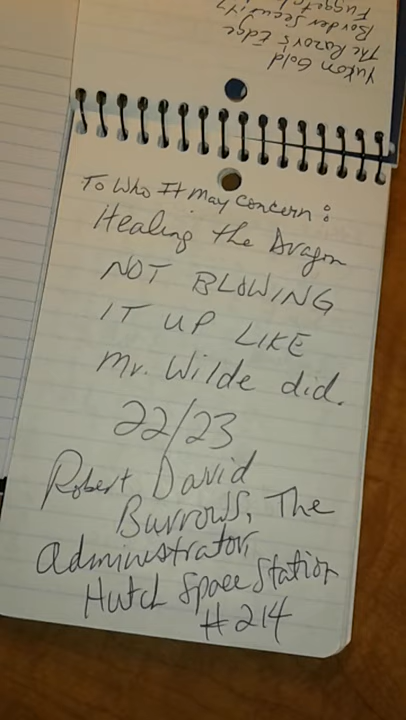 Yukon Gold
The Razor's Edge
Border Security
To Who It May Concern:
Healing the Dragon
NOT BLOWING
IT UP LIKE
Mr. Wilde did.
22/23
Robert David
Burrows, The
Administrator,
Hutch Space Station
#214